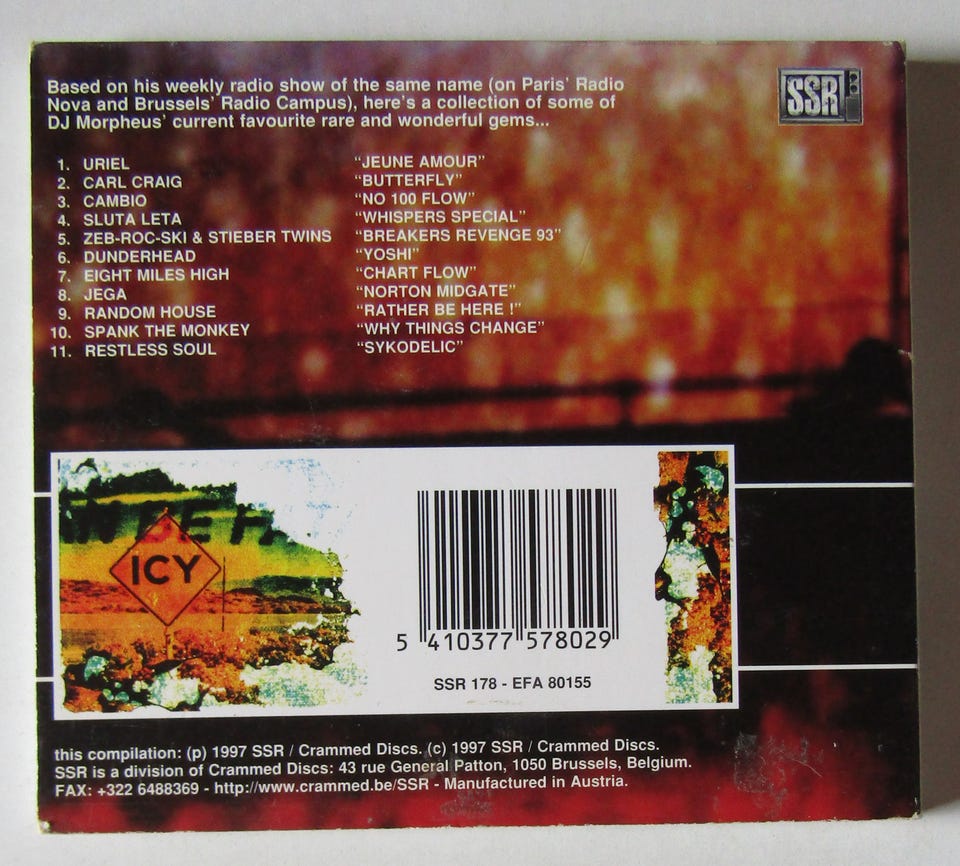 Based on his weekly radio show of the same name (on Paris' Radio
Nova and Brussels' Radio Campus), here's a collection of some of
DJ Morpheus' current favourite rare and wonderful gems...
SSR
1. URIEL "JEUNE AMOUR"
2. CARL CRAIG "BUTTERFLY"
3. CAMBIO "NO 100 FLOW"
4. SLUTA LETA "WHISPERS SPECIAL"
5. ZEB-ROC-SKI & STIEBER TWINS "BREAKERS REVENGE 93"
6. DUNDERHEAD "YOSHI"
7. EIGHT MILES HIGH "CHART FLOW"
8. JEGA "NORTON MIDGATE"
9. RANDOM HOUSE "RATHER BE HERE !"
10. SPANK THE MONKEY "WHY THINGS CHANGE"
11. RESTLESS SOUL "SYKODELIC"
ICY
5 410377 578029
SSR 178 - EFA 80155
this compilation: (p) 1997 SSR / Crammed Discs. (c) 1997 SSR / Crammed Discs.
SSR is a division of Crammed Discs: 43 rue General Patton, 1050 Brussels, Belgium.
FAX: +322 6488369 - http://www.crammed.be/SSR - Manufactured in Austria.